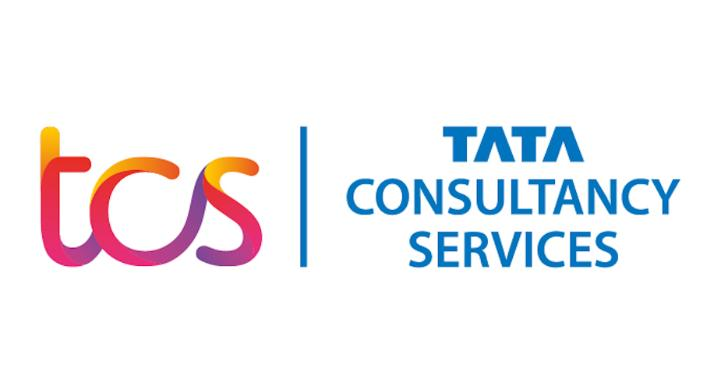 tcs
TATA
CONSULTANCY
SERVICES